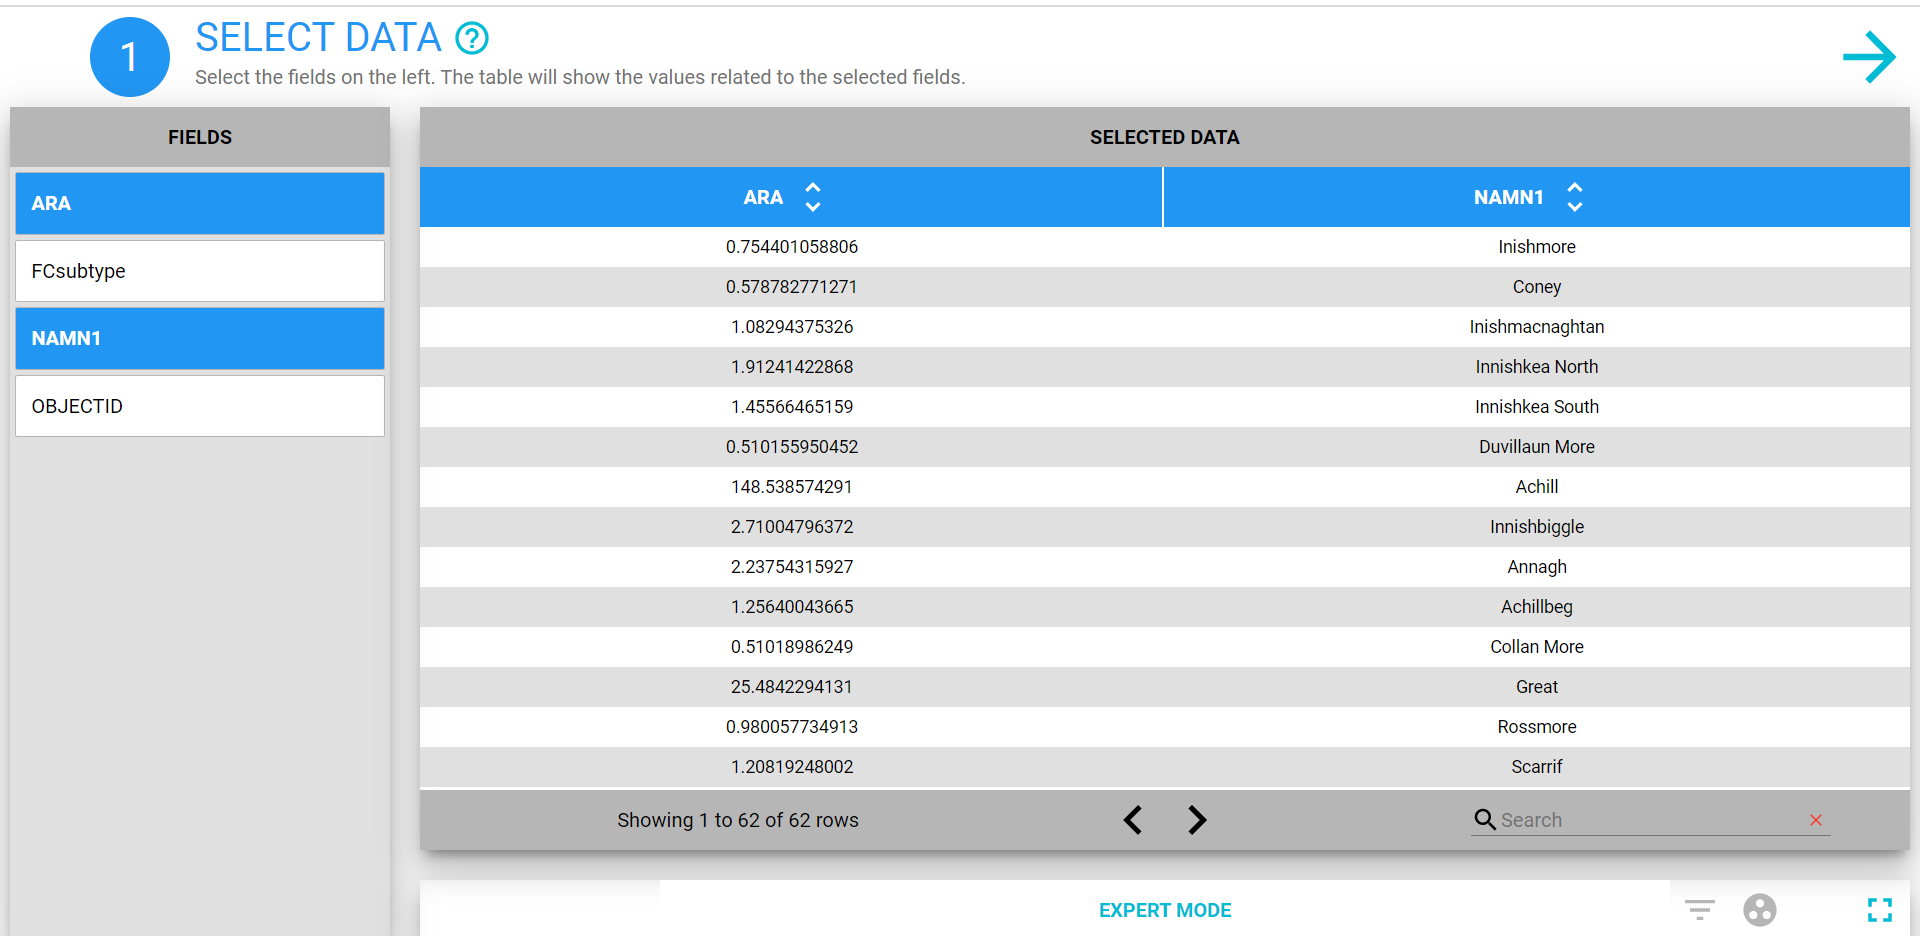 1
SELECT DATA ?
Select the fields on the left. The table will show the values related to the selected fields.
FIELDS
ARA
FCsubtype
NAMN1
OBJECTID
SELECTED DATA
ARA NAMN1
0.754401058806 Inishmore
0.578782771271 Coney
1.08294375326 Inishmacnaghtan
1.91241422868 Innishkea North
1.45566465159 Innishkea South
0.510155950452 Duvillaun More
148.538574291 Achill
2.71004796372 Innishbiggle
2.23754315927 Annagh
1.25640043665 Achillbeg
0.51018986249 Collan More
25.4842294131 Great
0.980057734913 Rossmore
1.20819248002 Scarrif
Showing 1 to 62 of 62 rows Search
EXPERT MODE